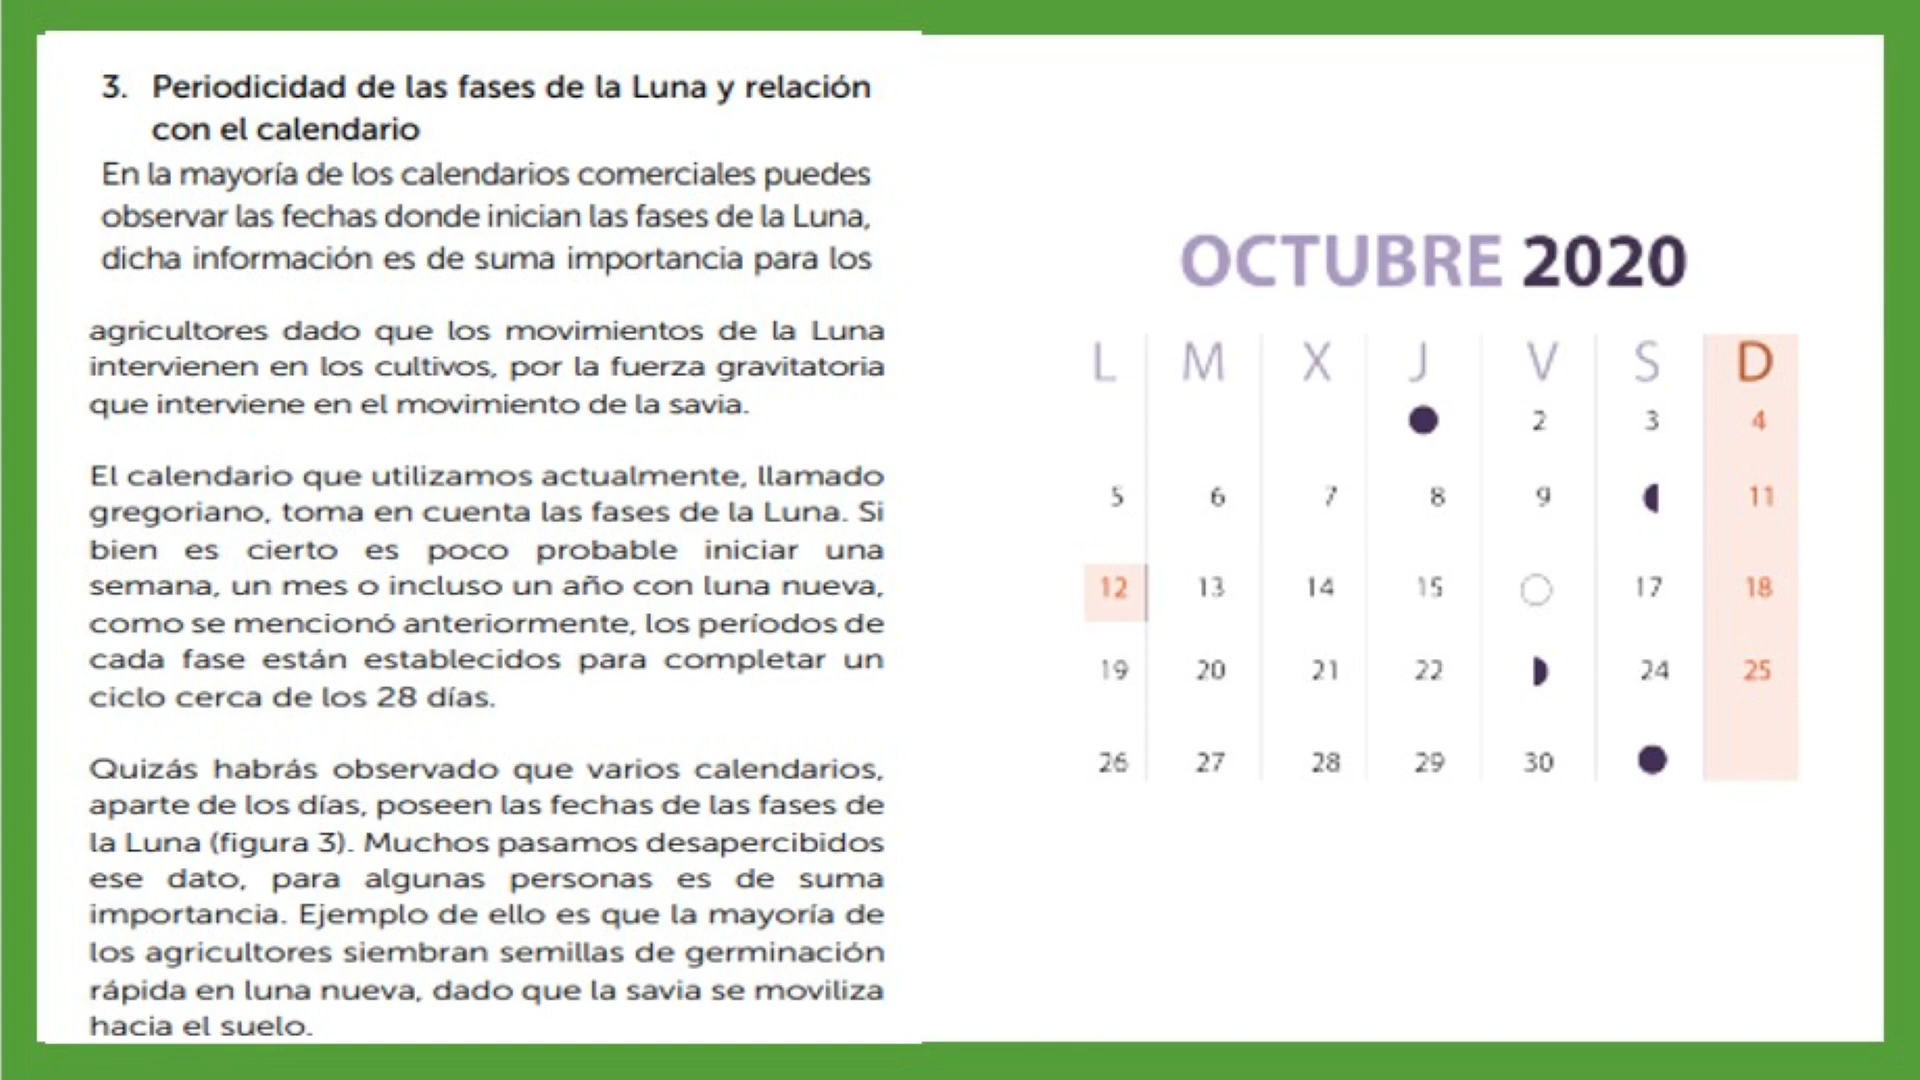 3. Periodicidad de las fases de la Luna y relación
con el calendario
En la mayoría de los calendarios comerciales puedes
observar las fechas donde inician las fases de la Luna,
dicha información es de suma importancia para los
agricultores dado que los movimientos de la Luna
intervienen en los cultivos, por la fuerza gravitatoria
que interviene en el movimiento de la savia.
El calendario que utilizamos actualmente, llamado
gregoriano, toma en cuenta las fases de la Luna. Si
bien es cierto es poco probable iniciar una
semana, un mes o incluso un año con luna nueva,
como se mencionó anteriormente, los períodos de
cada fase están establecidos para completar un
ciclo cerca de los 28 días.
Quizás habrás observado que varios calendarios,
aparte de los días, poseen las fechas de las fases de
la Luna (figura 3). Muchos pasamos desapercibidos
ese dato, para algunas personas es de suma
importancia. Ejemplo de ello es que la mayoría de
los agricultores siembran semillas de germinación
rápida en luna nueva, dado que la savia se moviliza
hacia el suelo.
OCTUBRE 2020
L M X J V S D
2 3 4
5 6 7 8 9 11
12 13 14 15 17 18
19 20 21 22 24 25
26 27 28 29 30